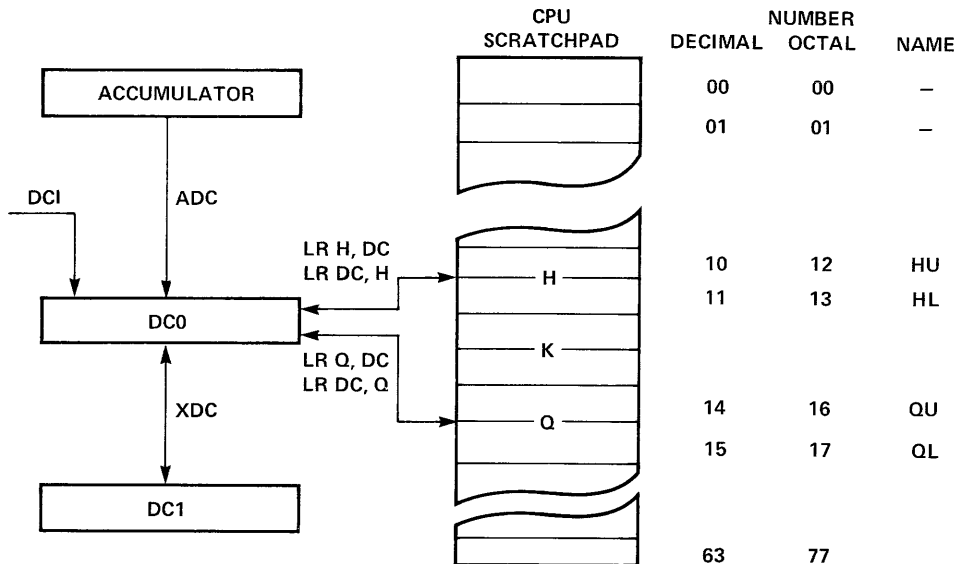 CPU SCRATCHPAD
NUMBER
DECIMAL OCTAL NAME
ACCUMULATOR
00 00 –
01 01 –
DCI
ADC
LR H, DC
LR DC, H
H
10 12 HU
11 13 HL
DC0
K
LR Q, DC
LR DC, Q
XDC
Q
14 16 QU
15 17 QL
DC1
63 77